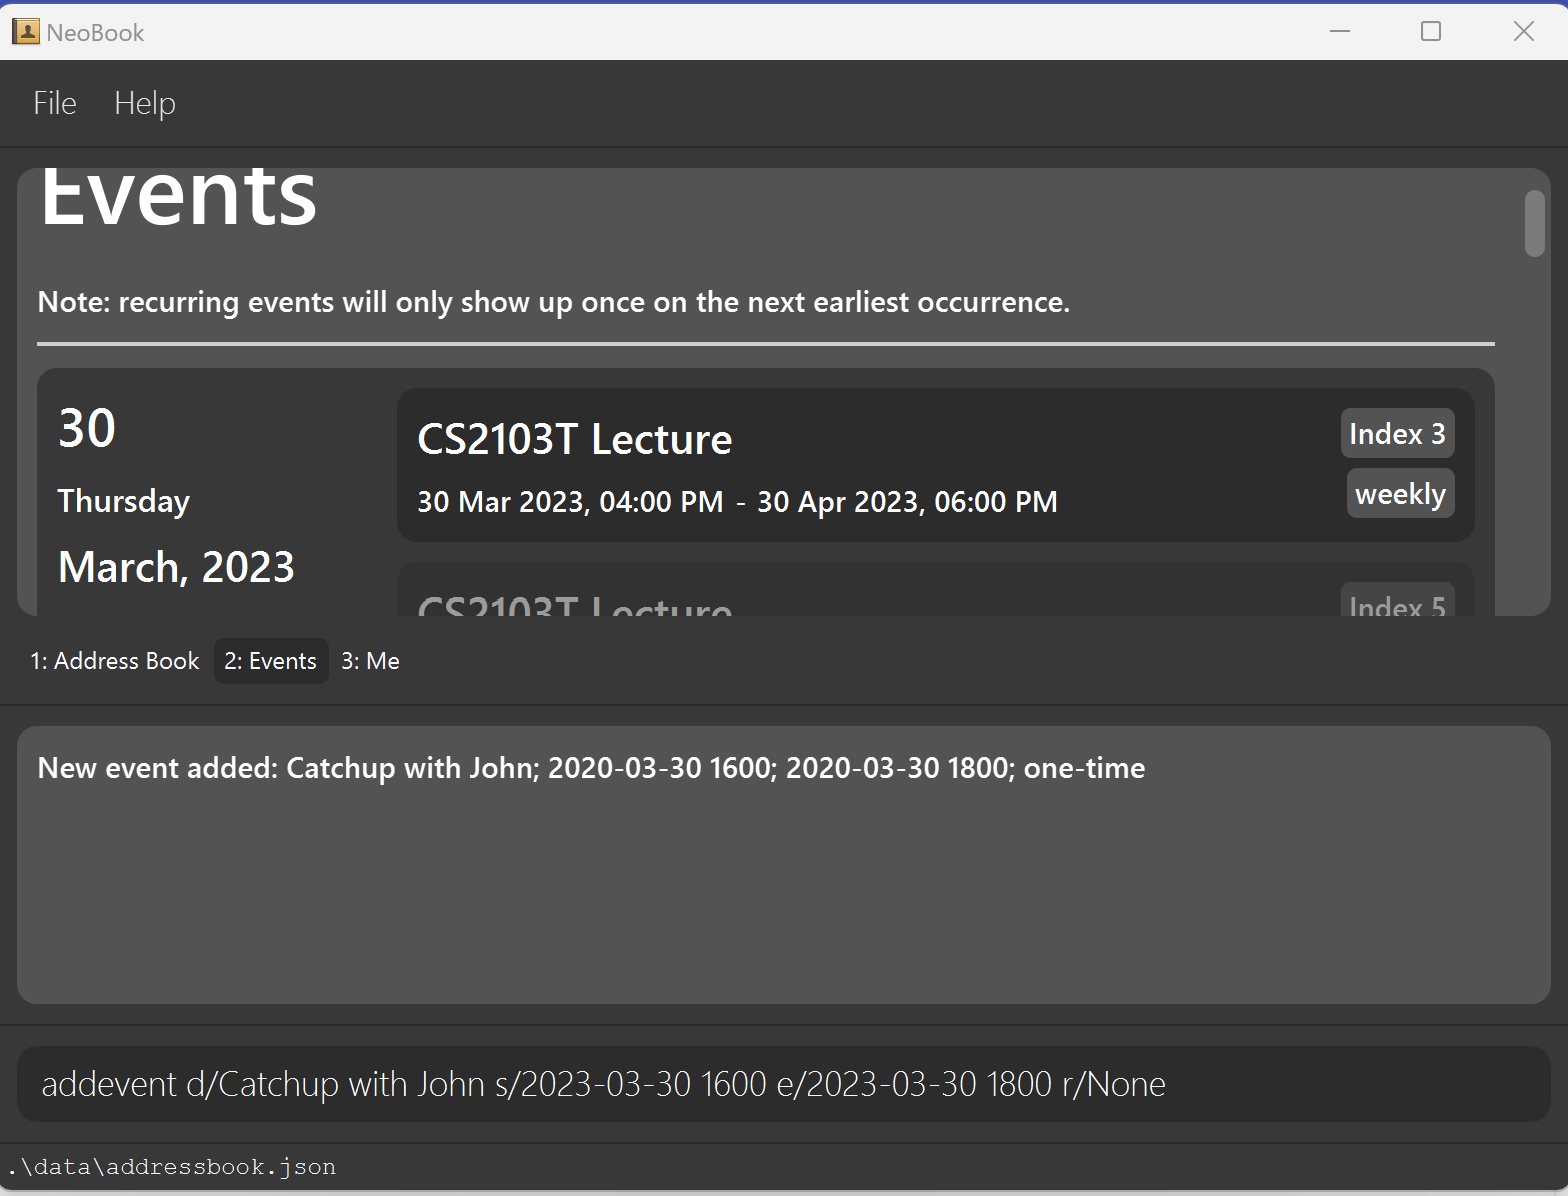 NeoBook
File Help
Events
Note: recurring events will only show up once on the next earliest occurrence.
30
Thursday
March, 2023
CS2103T Lecture
30 Mar 2023, 04:00 PM - 30 Apr 2023, 06:00 PM
Index 3
weekly
CS2103T Lecture
Index 5
1: Address Book 2: Events 3: Me
New event added: Catchup with John; 2020-03-30 1600; 2020-03-30 1800; one-time
addevent d/Catchup with John s/2023-03-30 1600 e/2023-03-30 1800 r/None
.\data\addressbook.json